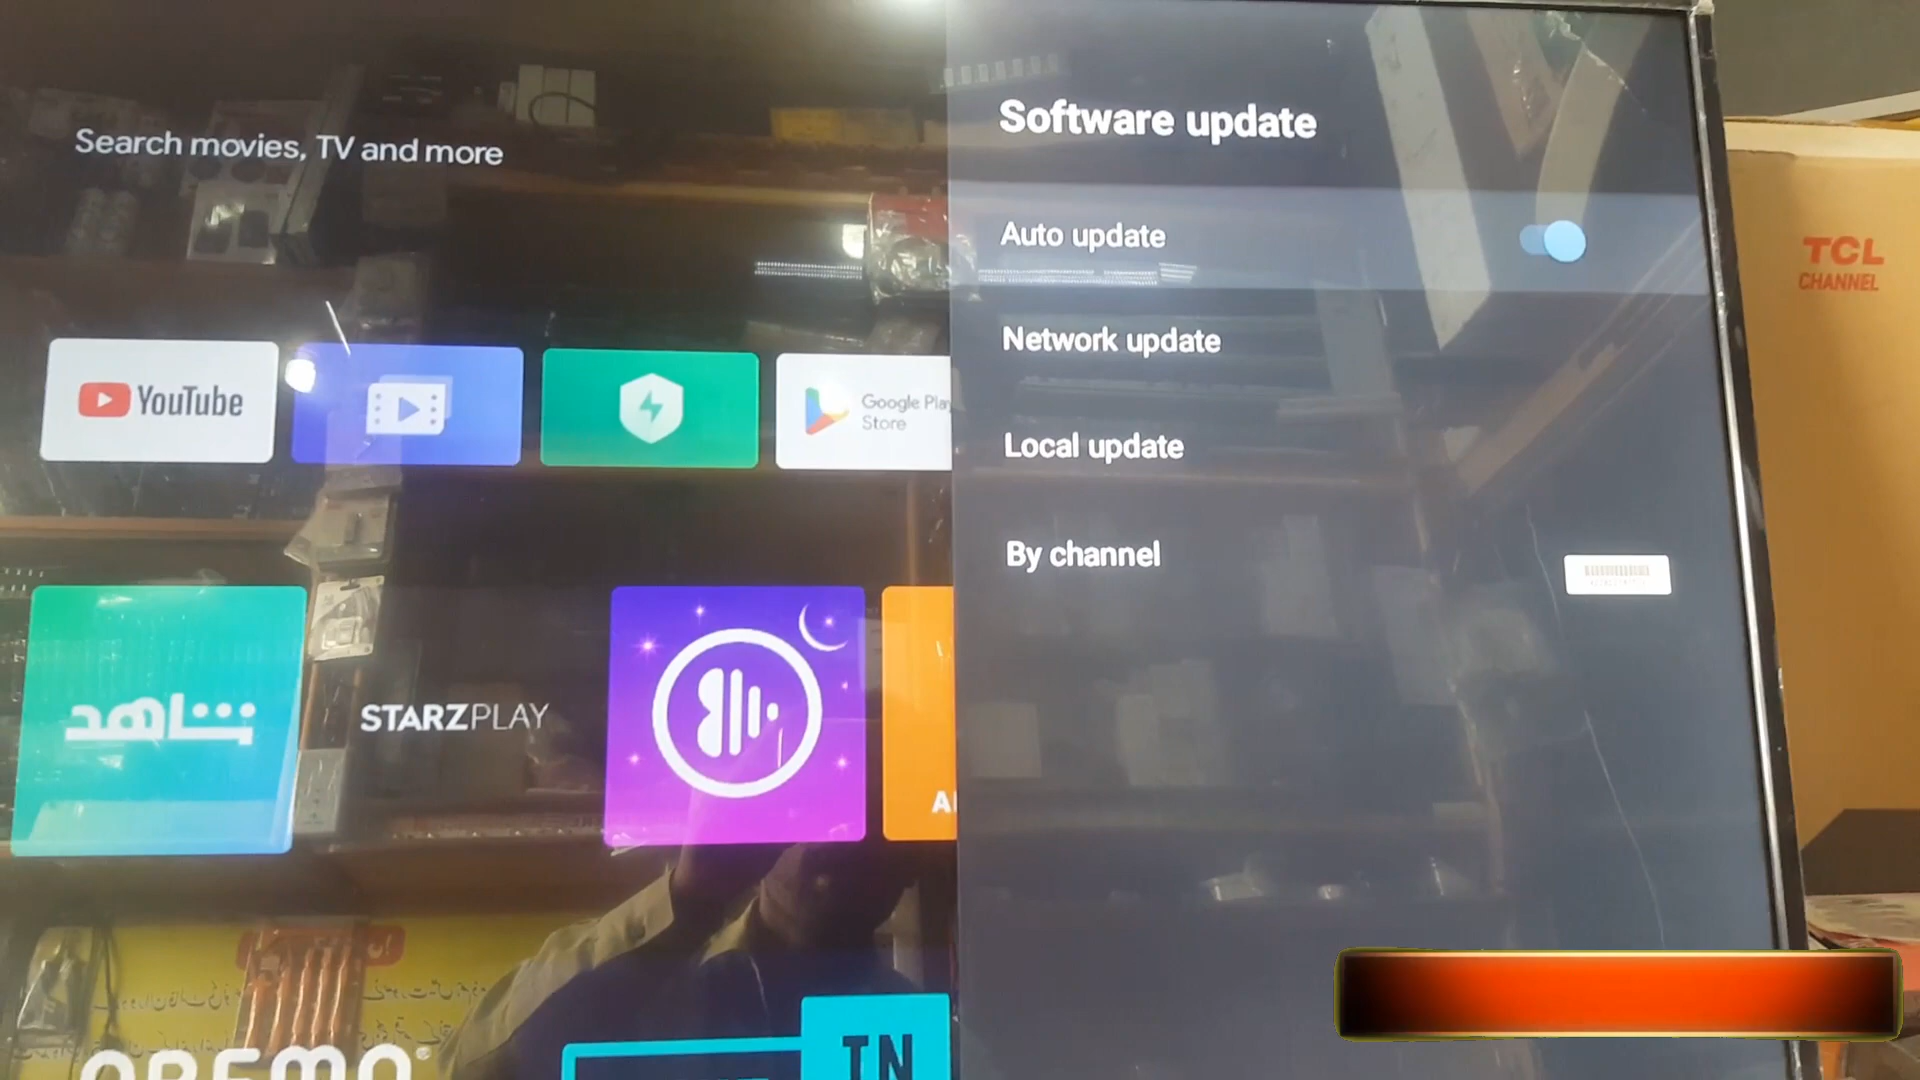 Search movies, TV and more
Software update
Auto update
TCL
CHANNEL
Network update
YouTube
Google Play
Store
Local update
By channel
شاهد
STARZPLAY
IN